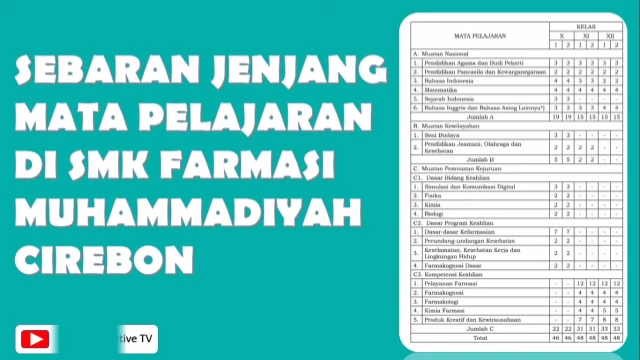 SEBARAN JENJANG
MATA PELAJARAN
DI SMK FARMASI
MUHAMMADIYAH
CIREBON
tive TV
MATA PELAJARAN KELAS
X XI XII
1 2 1 2 1 2
A. Muatan Nasional
1. Pendidikan Agama dan Budi Pekerti 3 3 3 3 3 3
2. Pendidikan Pancasila dan Kewarganegaraan 2 2 2 2 2 2
3. Bahasa Indonesia 4 4 3 3 2 2
4. Matematika 4 4 4 4 4 4
5. Sejarah Indonesia 3 3 - - - -
6. Bahasa Inggris dan Bahasa Asing Lainnya*) 3 3 3 3 4 4
Jumlah A 19 19 15 15 15 15
B. Muatan Kewilayahan
1. Seni Budaya 3 3 - - - -
2. Pendidikan Jasmani, Olahraga dan
Kesehatan 2 2 2 2 - -
Jumlah B 5 5 2 2 - -
C. Muatan Peminatan Kejuruan
C1. Dasar Bidang Keahlian
1. Simulasi dan Komunikasi Digital 3 3 - - - -
2. Fisika 2 2 - - - -
3. Kimia 2 2 - - - -
4. Biologi 2 2 - - - -
C2. Dasar Program Keahlian
1. Dasar-dasar Kefarmasian 7 7 - - - -
2. Perundang-undangan Kesehatan 2 2 - - - -
3. Keselamatan, Kesehatan Kerja dan
Lingkungan Hidup 2 2 - - - -
4. Farmakognosi Dasar 2 2 - - - -
C3. Kompetensi Keahlian
1. Pelayanan Farmasi - - 12 12 12 12
2. Farmakognosi - - 4 4 4 4
3. Farmakologi - - 4 4 4 4
4. Kimia Farmasi - - 4 4 5 5
5. Produk Kreatif dan Kewirausahaan - - 7 7 8 8
Jumlah C 22 22 31 31 33 33
Total 46 46 48 48 48 48